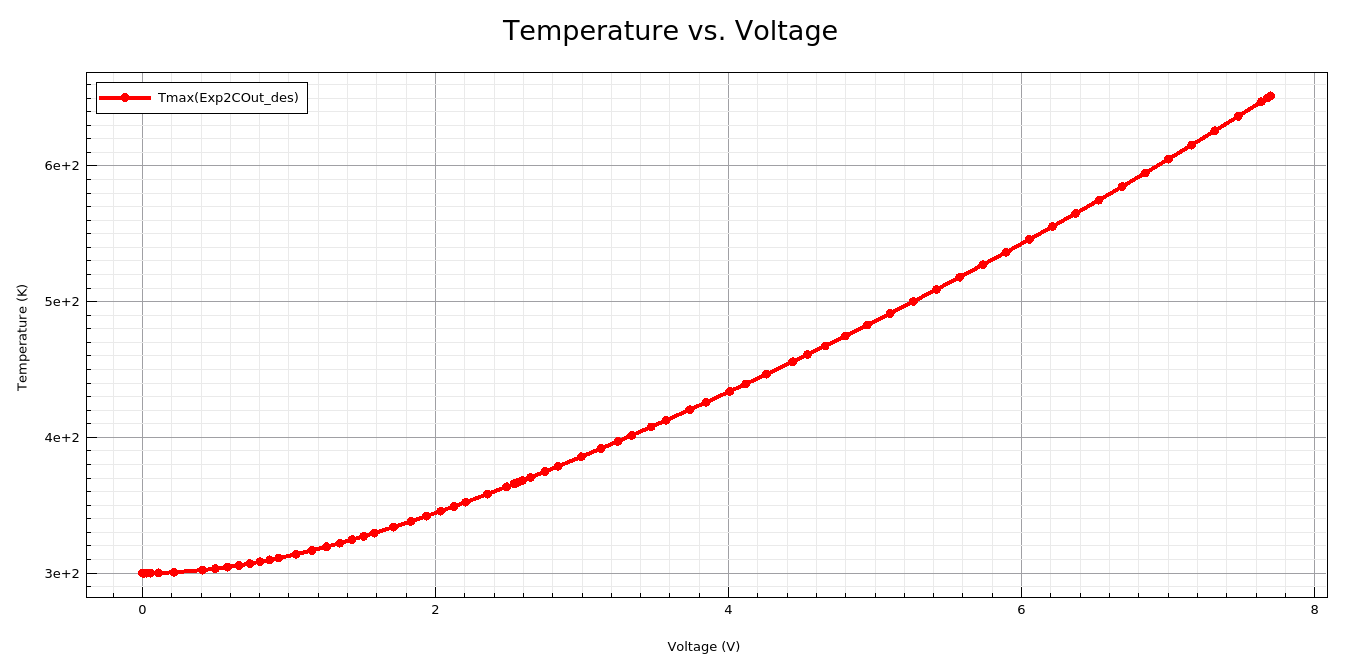 Temperature vs. Voltage
Tmax(Exp2COut_des)
6e+2
5e+2
4e+2
3e+2
Temperature (K)
0 2 4 6 8
Voltage (V)